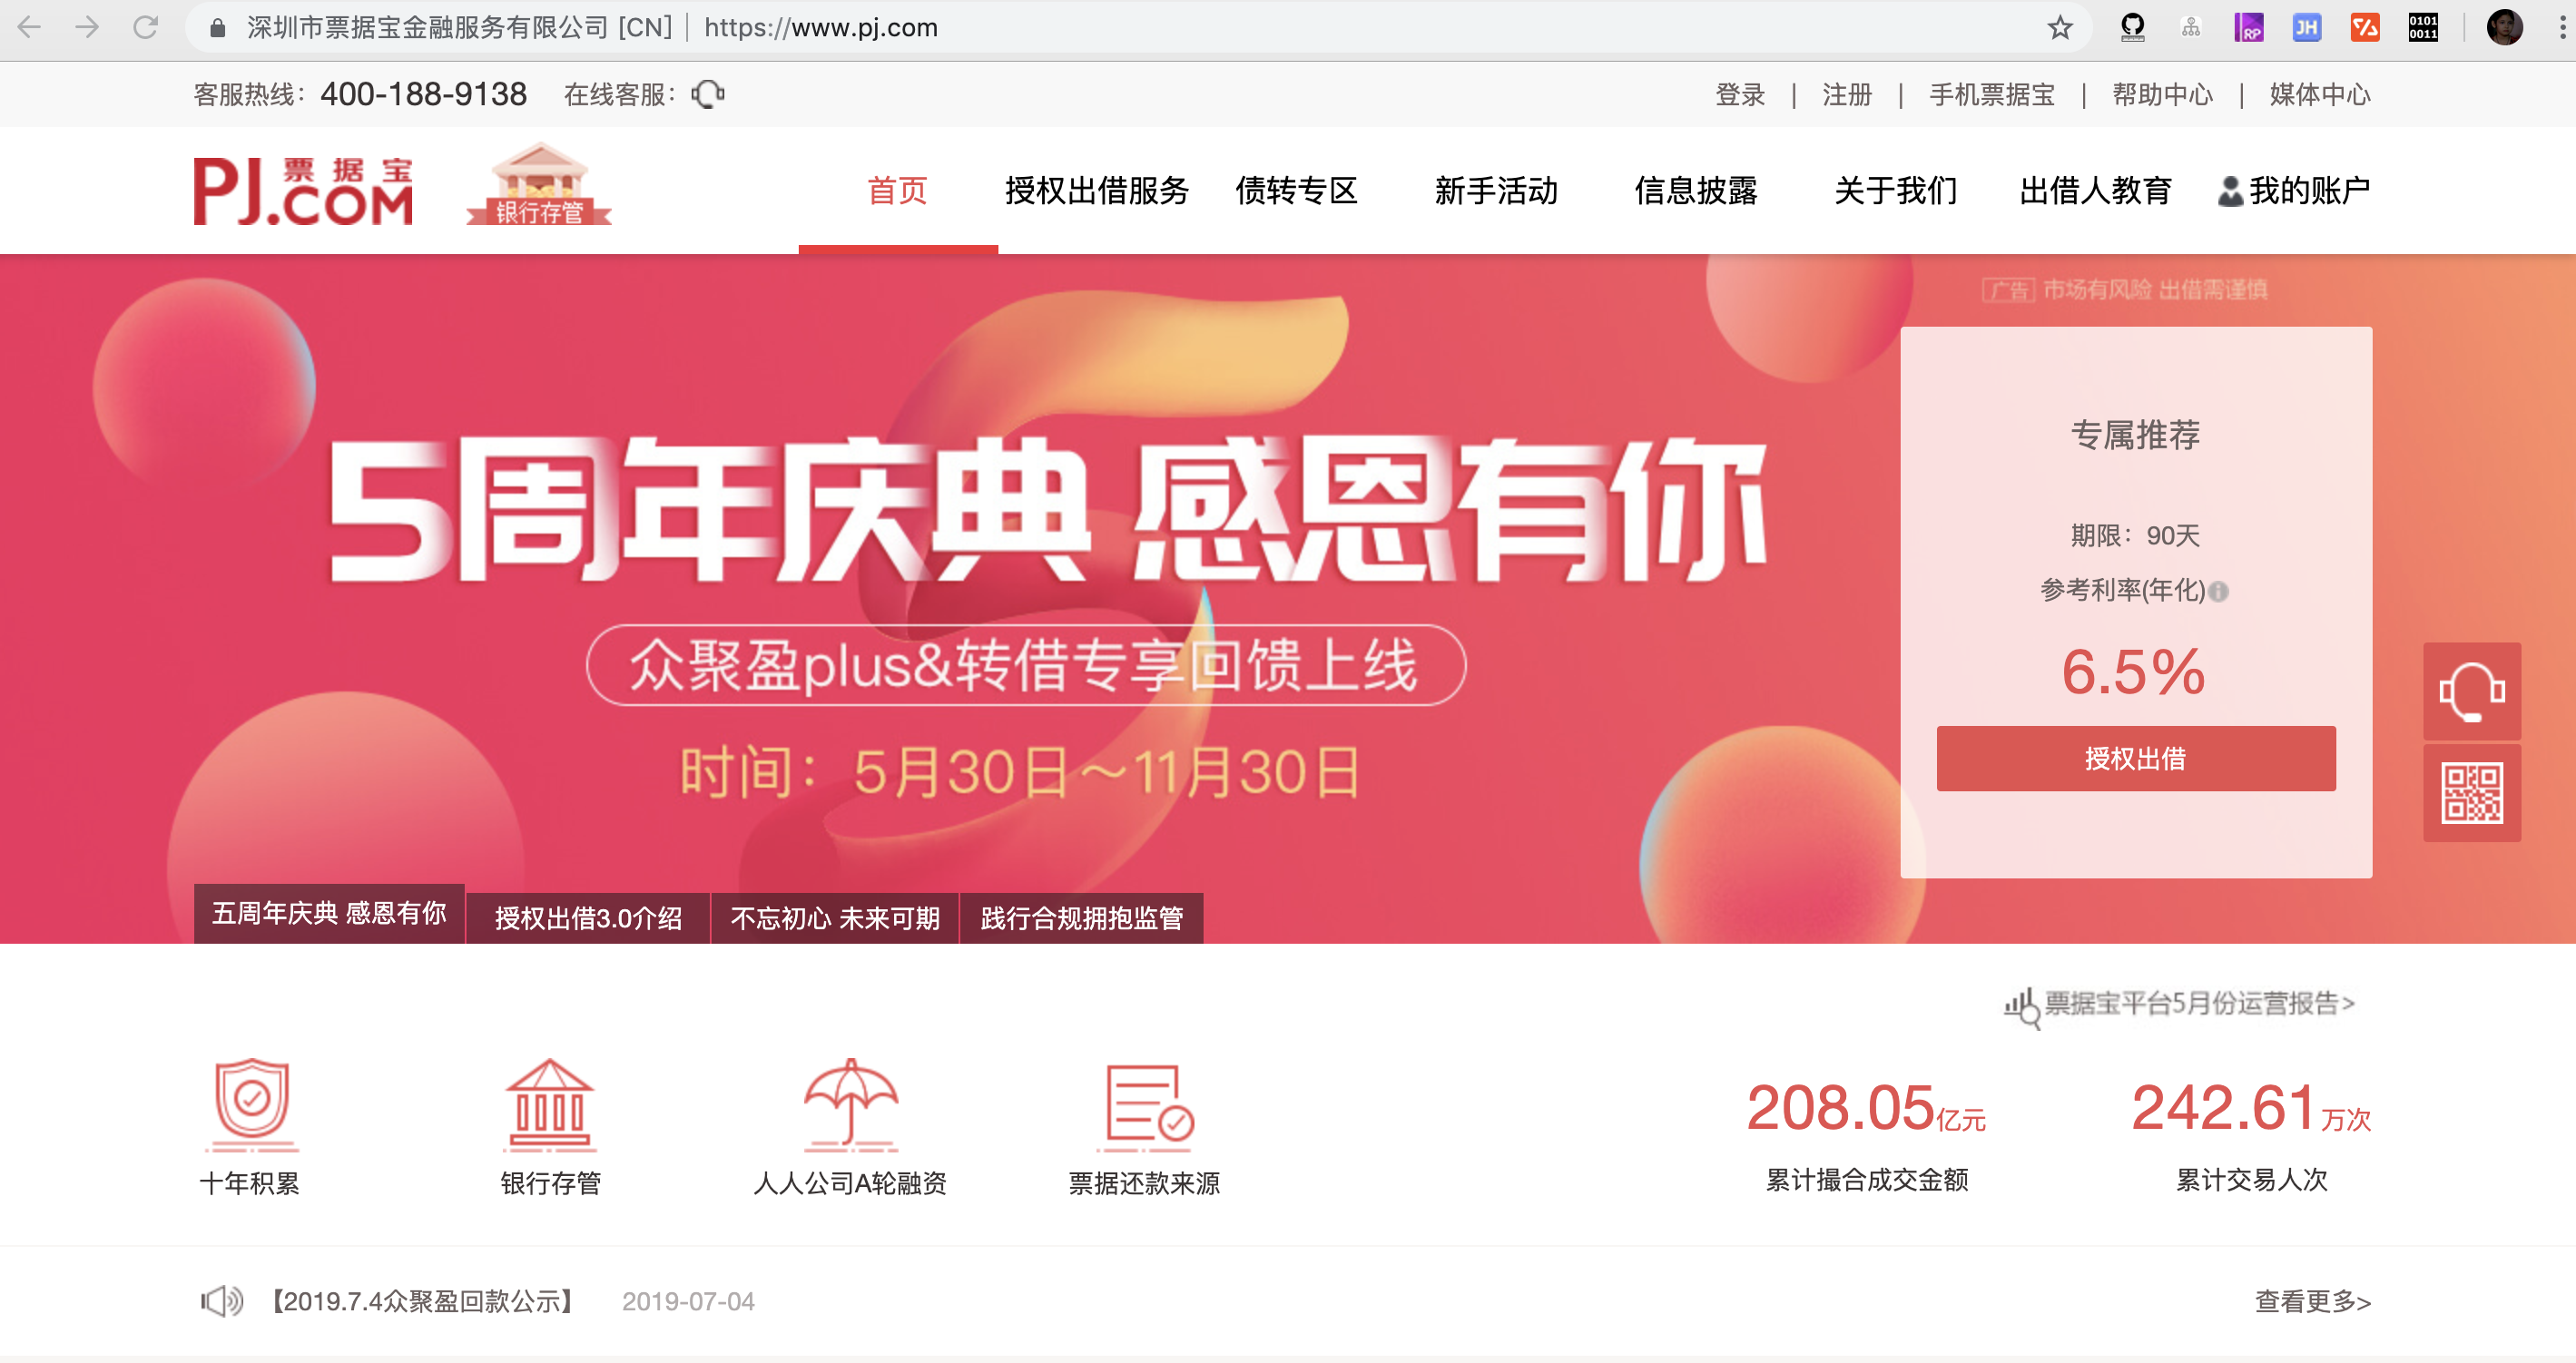 深圳市票据宝金融服务有限公司 [CN] | https://www.pj.com
RP
JH
0101
0011
客服热线：400-188-9138 在线客服：
登录 | 注册 | 手机票据宝 | 帮助中心 | 媒体中心
PJ.COM 票据宝
银行存管
首页 授权出借服务 债转专区 新手活动 信息披露 关于我们 出借人教育 我的账户
广告 市场有风险 出借需谨慎
5周年庆典 感恩有你
众聚盈plus&转借专享回馈上线
时间：5月30日～11月30日
专属推荐
期限：90天
参考利率(年化)
6.5%
授权出借
五周年庆典 感恩有你
授权出借3.0介绍
不忘初心 未来可期
践行合规拥抱监管
票据宝平台5月份运营报告>
十年积累
银行存管
人人公司A轮融资
票据还款来源
208.05亿元
累计撮合成交金额
242.61万次
累计交易人次
【2019.7.4众聚盈回款公示】 2019-07-04
查看更多>